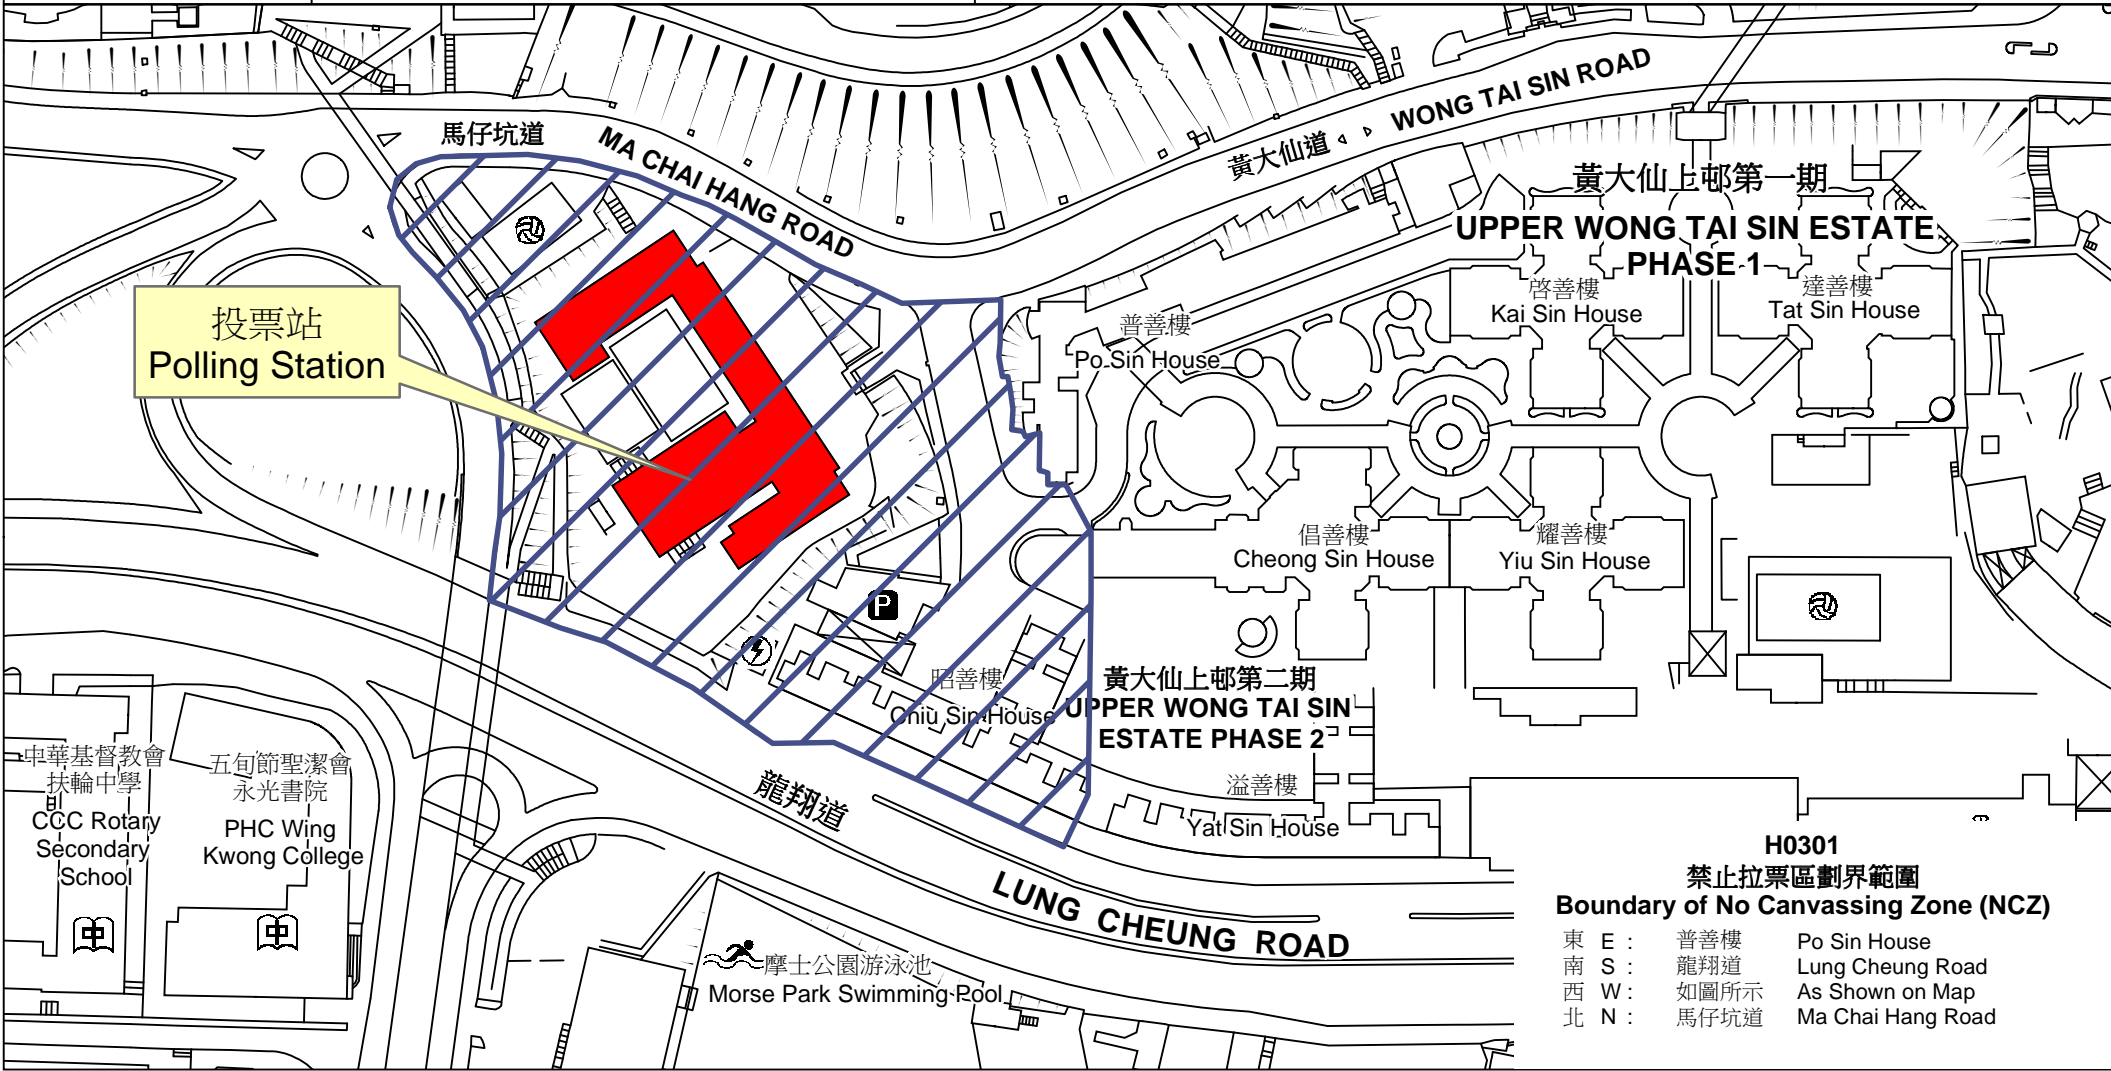 馬仔坑道
MA CHAI HANG ROAD
黃大仙道
WONG TAI SIN ROAD
黃大仙上邨第一期
UPPER WONG TAI SIN ESTATE
PHASE 1
啓善樓
Kai Sin House
達善樓
Tat Sin House
投票站
Polling Station
普善樓
Po Sin House
倡善樓
Cheong Sin House
耀善樓
Yiu Sin House
P
昭善樓
Chiu Sin House
黃大仙上邨第二期
UPPER WONG TAI SIN
ESTATE PHASE 2
溢善樓
Yat Sin House
中華基督教會
扶輪中學
CCC Rotary
Secondary
School
中
五旬節聖潔會
永光書院
PHC Wing
Kwong College
中
龍翔道
LUNG CHEUNG ROAD
摩士公園游泳池
Morse Park Swimming Pool
H0301
禁止拉票區劃界範圍
Boundary of No Canvassing Zone (NCZ)
東 E : 普善樓 Po Sin House
南 S : 龍翔道 Lung Cheung Road
西 W : 如圖所示 As Shown on Map
北 N : 馬仔坑道 Ma Chai Hang Road